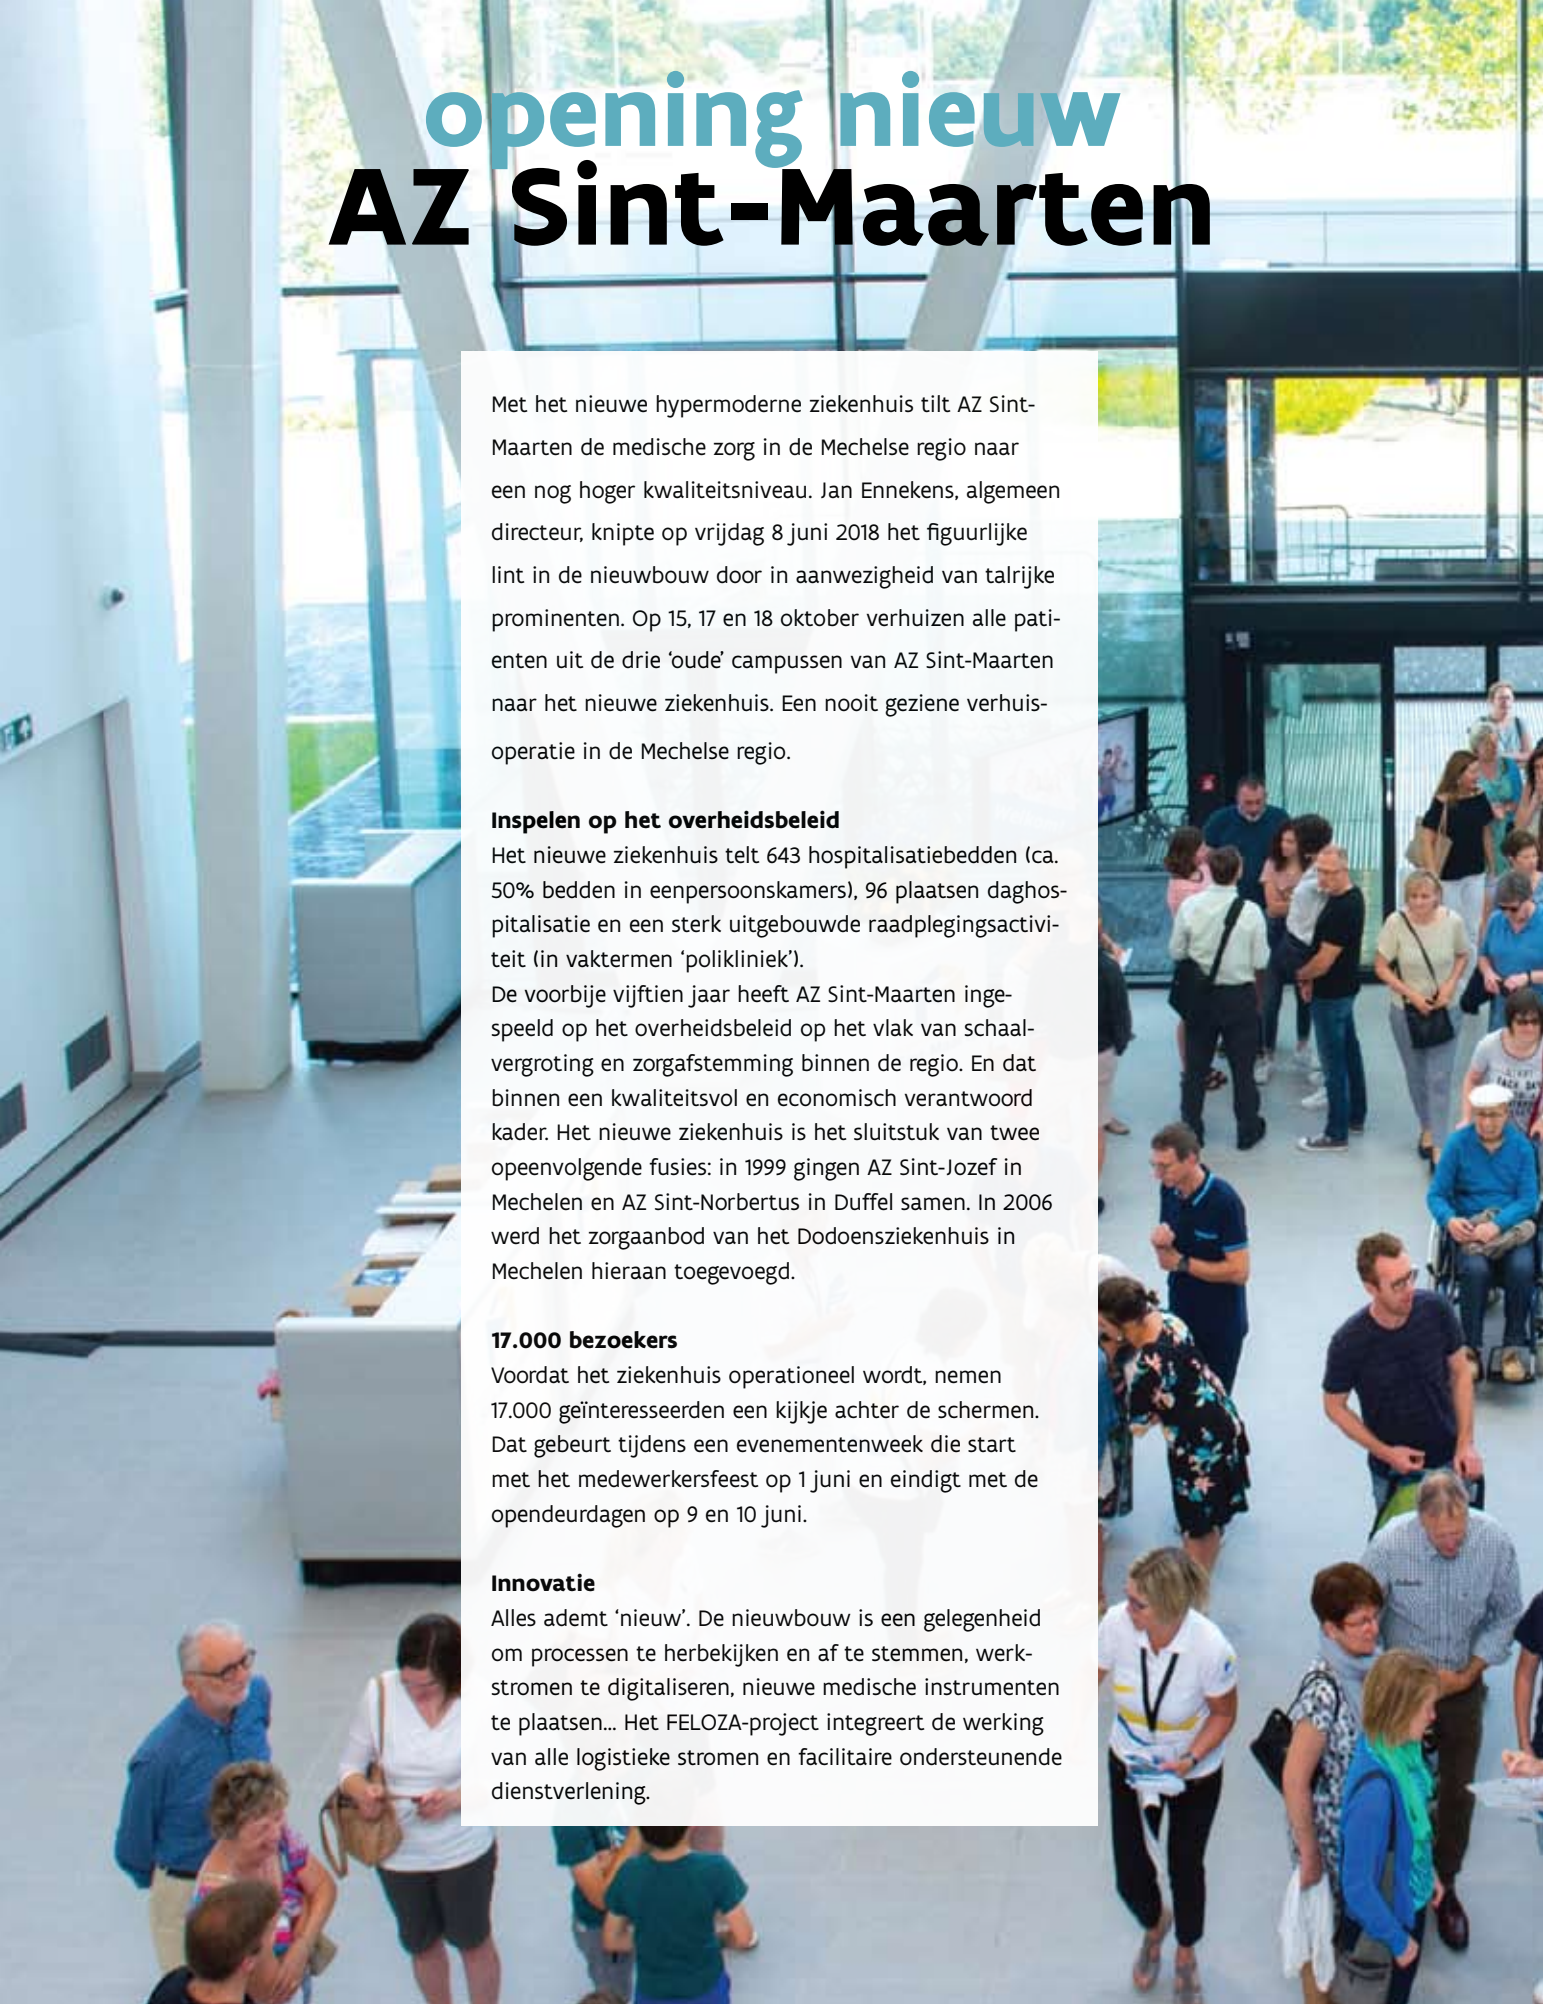 opening nieuw
AZ Sint-Maarten
Met het nieuwe hypermoderne ziekenhuis tilt AZ Sint-
Maarten de medische zorg in de Mechelse regio naar
een nog hoger kwaliteitsniveau. Jan Ennekens, algemeen
directeur, knipte op vrijdag 8 juni 2018 het figuurlijke
lint in de nieuwbouw door in aanwezigheid van talrijke
prominenten. Op 15, 17 en 18 oktober verhuizen alle pati-
enten uit de drie ‘oude’ campussen van AZ Sint-Maarten
naar het nieuwe ziekenhuis. Een nooit geziene verhuis-
operatie in de Mechelse regio.
Inspelen op het overheidsbeleid
Het nieuwe ziekenhuis telt 643 hospitalisatiebedden (ca.
50% bedden in eenpersoonskamers), 96 plaatsen daghos-
pitalisatie en een sterk uitgebouwde raadplegingsactivi-
teit (in vaktermen ‘polikliniek’).
De voorbije vijftien jaar heeft AZ Sint-Maarten inge-
speeld op het overheidsbeleid op het vlak van schaal-
vergroting en zorgafstemming binnen de regio. En dat
binnen een kwaliteitsvol en economisch verantwoord
kader. Het nieuwe ziekenhuis is het sluitstuk van twee
opeenvolgende fusies: in 1999 gingen AZ Sint-Jozef in
Mechelen en AZ Sint-Norbertus in Duffel samen. In 2006
werd het zorgaanbod van het Dodoensziekenhuis in
Mechelen hieraan toegevoegd.
17.000 bezoekers
Voordat het ziekenhuis operationeel wordt, nemen
17.000 geïnteresseerden een kijkje achter de schermen.
Dat gebeurt tijdens een evenementenweek die start
met het medewerkersfeest op 1 juni en eindigt met de
opendeurdagen op 9 en 10 juni.
Innovatie
Alles ademt ‘nieuw’. De nieuwbouw is een gelegenheid
om processen te herbekijken en af te stemmen, werk-
stromen te digitaliseren, nieuwe medische instrumenten
te plaatsen... Het FELOZA-project integreert de werking
van alle logistieke stromen en facilitaire ondersteunende
dienstverlening.